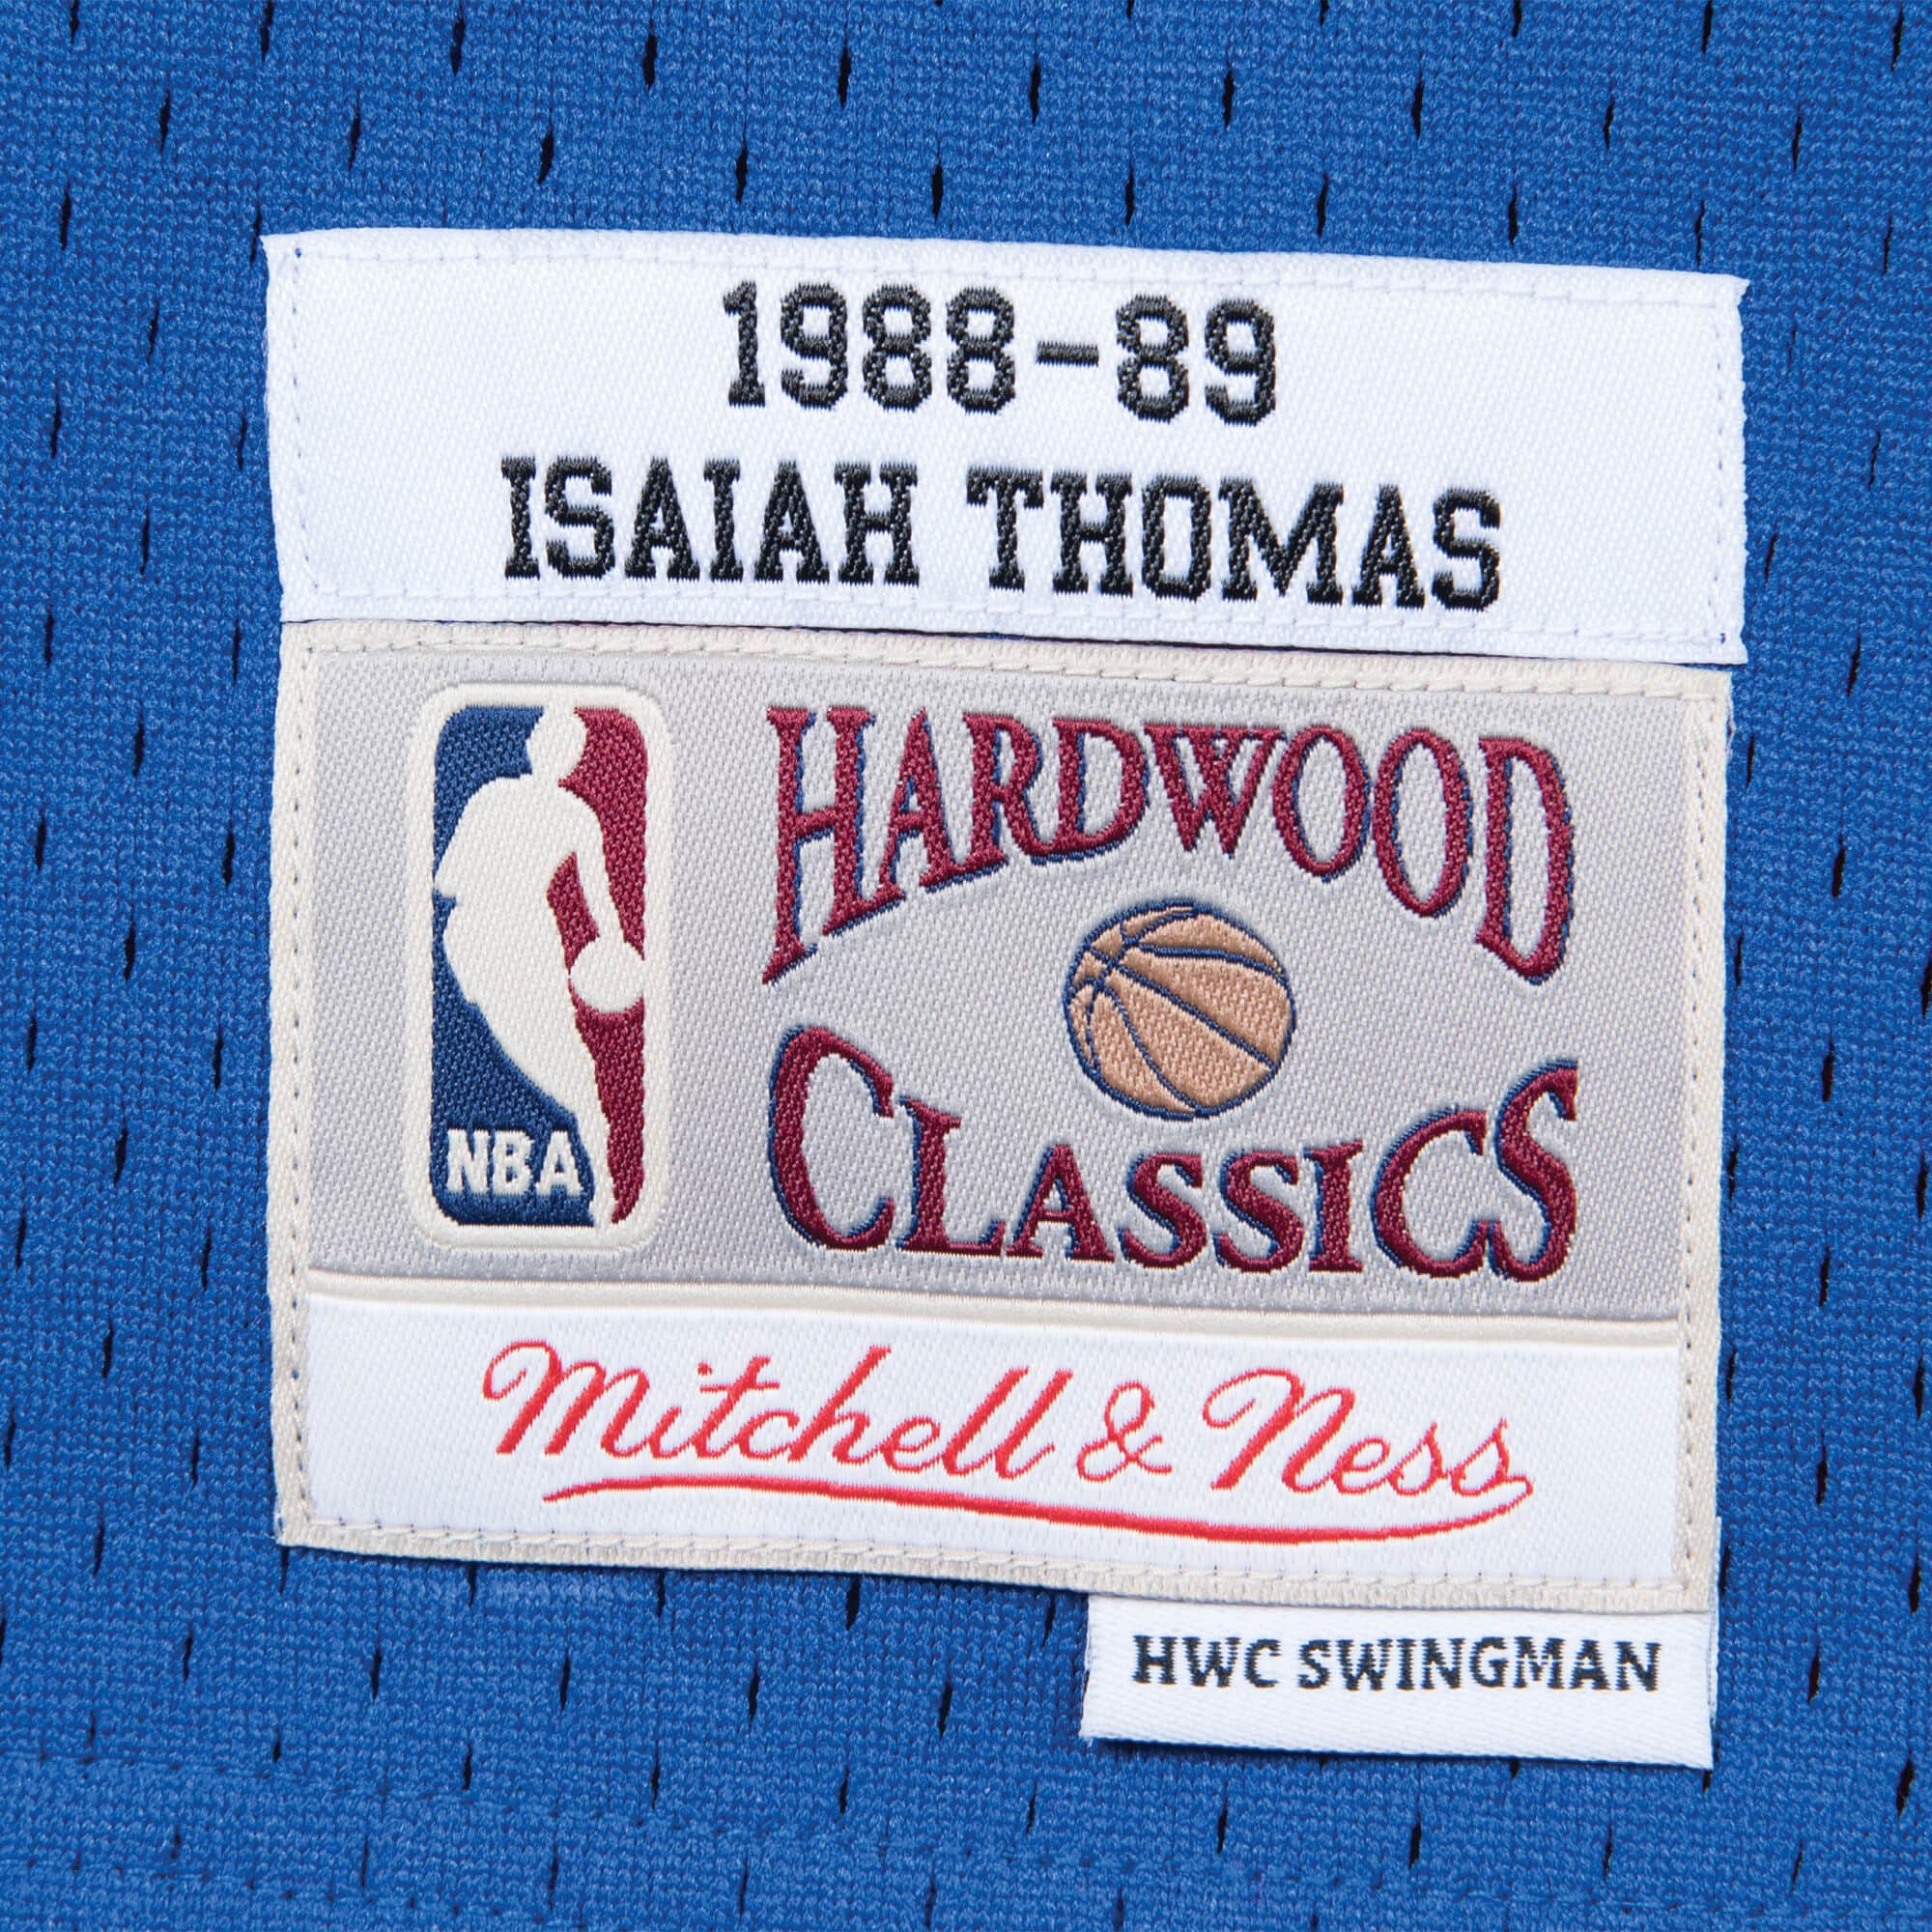 1988-89
ISAIAH THOMAS
HARDWOOD
CLASSICS
NBA
Mitchell & Ness
HWC SWINGMAN